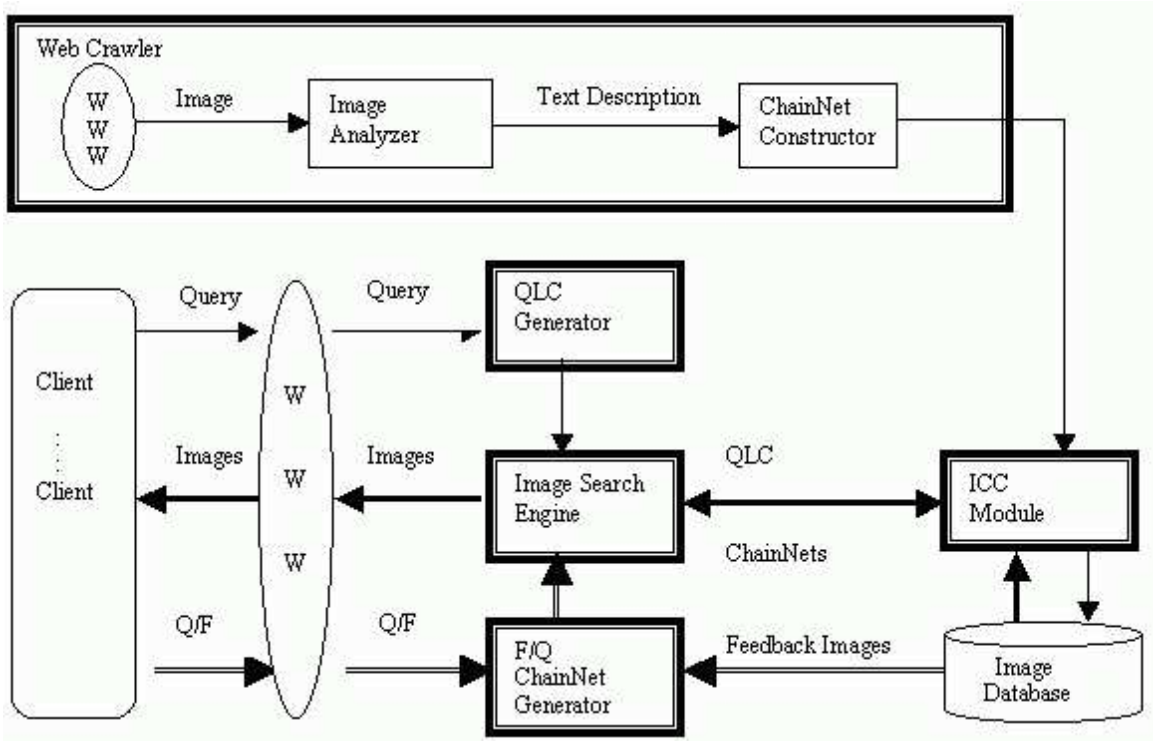 Web Crawler
W
W
W
Image
Image
Analyzer
Text Description
ChainNet
Constructor
Client
Client
Query
Query
QLC
Generator
W
W
W
Images
Images
Image Search
Engine
QLC
ChainNets
ICC
Module
Q/F
Q/F
F/Q
ChainNet
Generator
Feedback Images
Image
Database